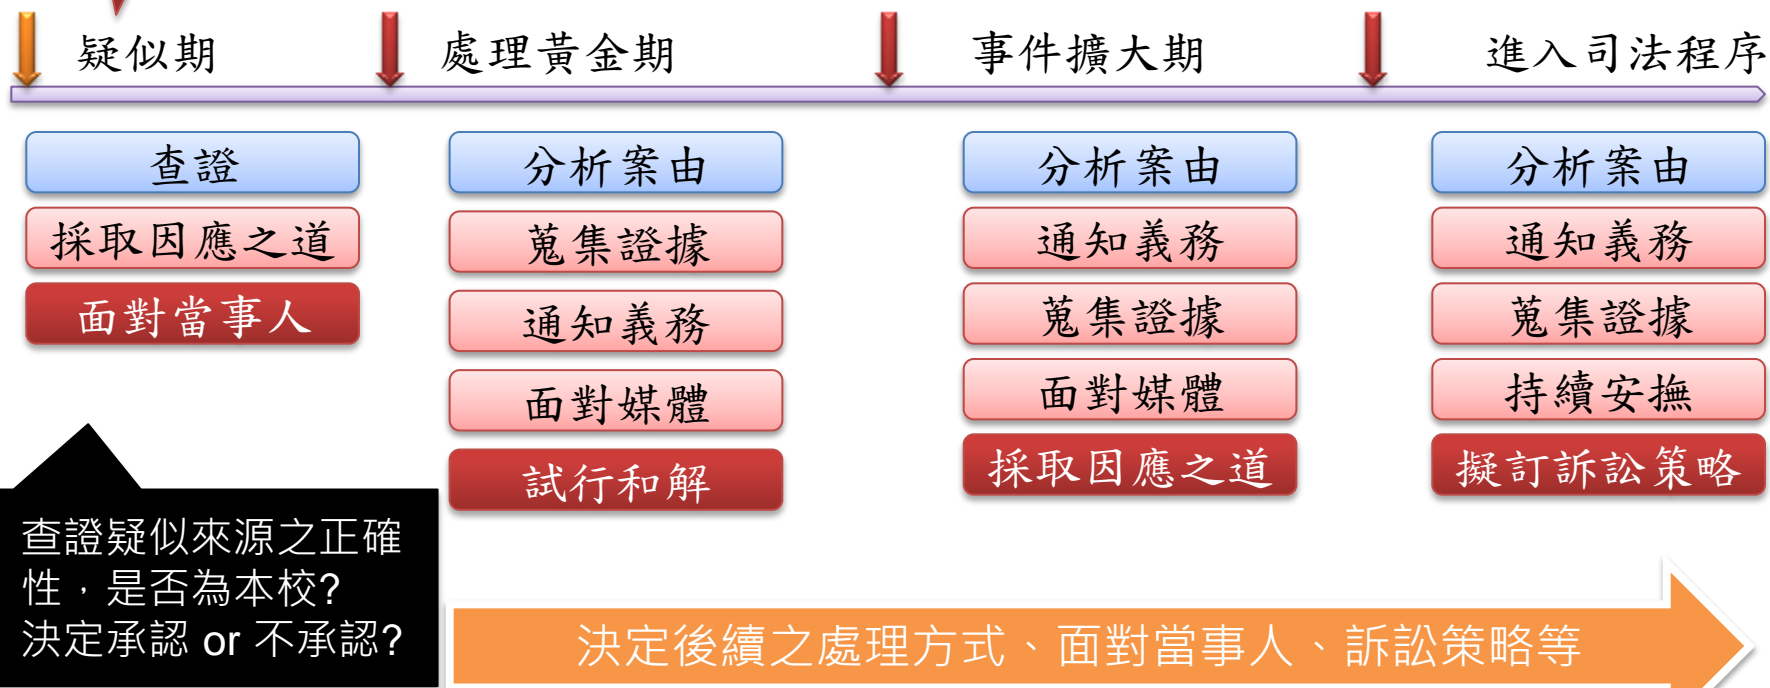 疑似期
處理黃金期
事件擴大期
進入司法程序
查證
採取因應之道
面對當事人
分析案由
蒐集證據
通知義務
面對媒體
試行和解
分析案由
通知義務
蒐集證據
面對媒體
採取因應之道
分析案由
通知義務
蒐集證據
持續安撫
擬訂訴訟策略
查證疑似來源之正確
性，是否為本校?
決定承認 or 不承認?
決定後續之處理方式、面對當事人、訴訟策略等